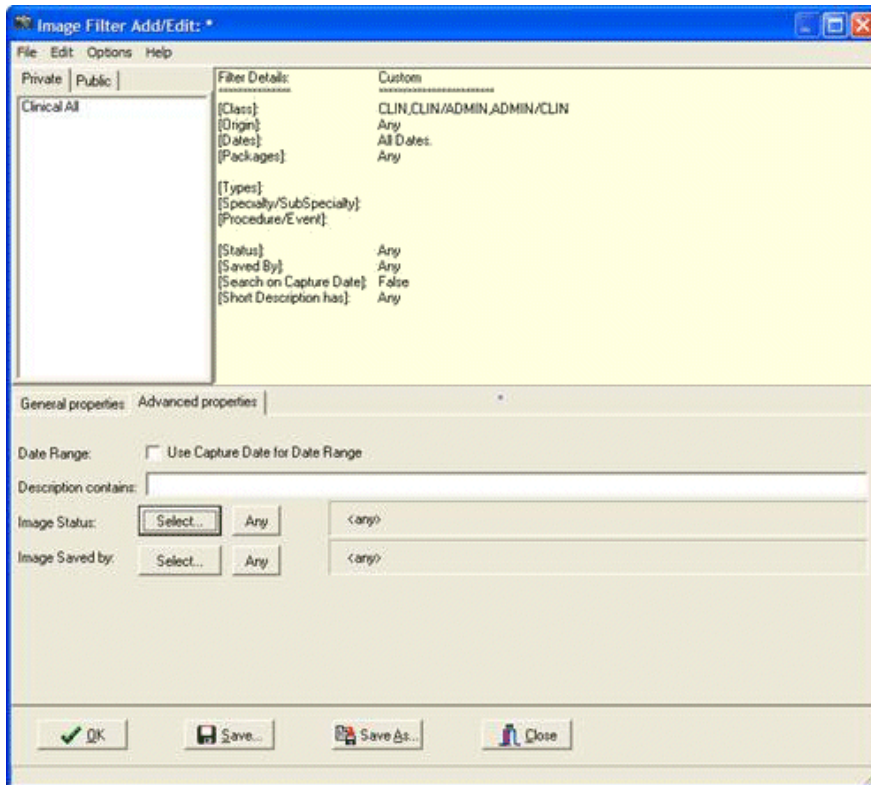 Image Filter Add/Edit: *
File Edit Options Help
Private Public
Clinical All
Filter Details: Custom
[Class]: CLIN,CLIN/ADMIN,ADMIN/CLIN
[Origin]: Any
[Dates]: All Dates.
[Packages]: Any
[Types]:
[Specialty/SubSpecialty]:
[Procedure/Event]:
[Status]: Any
[Saved By]: Any
[Search on Capture Date]: False
[Short Description has]: Any
General properties Advanced properties
Date Range: Use Capture Date for Date Range
Description contains:
Image Status: Select... Any <any>
Image Saved by: Select... Any <any>
OK Save... Save As... Close